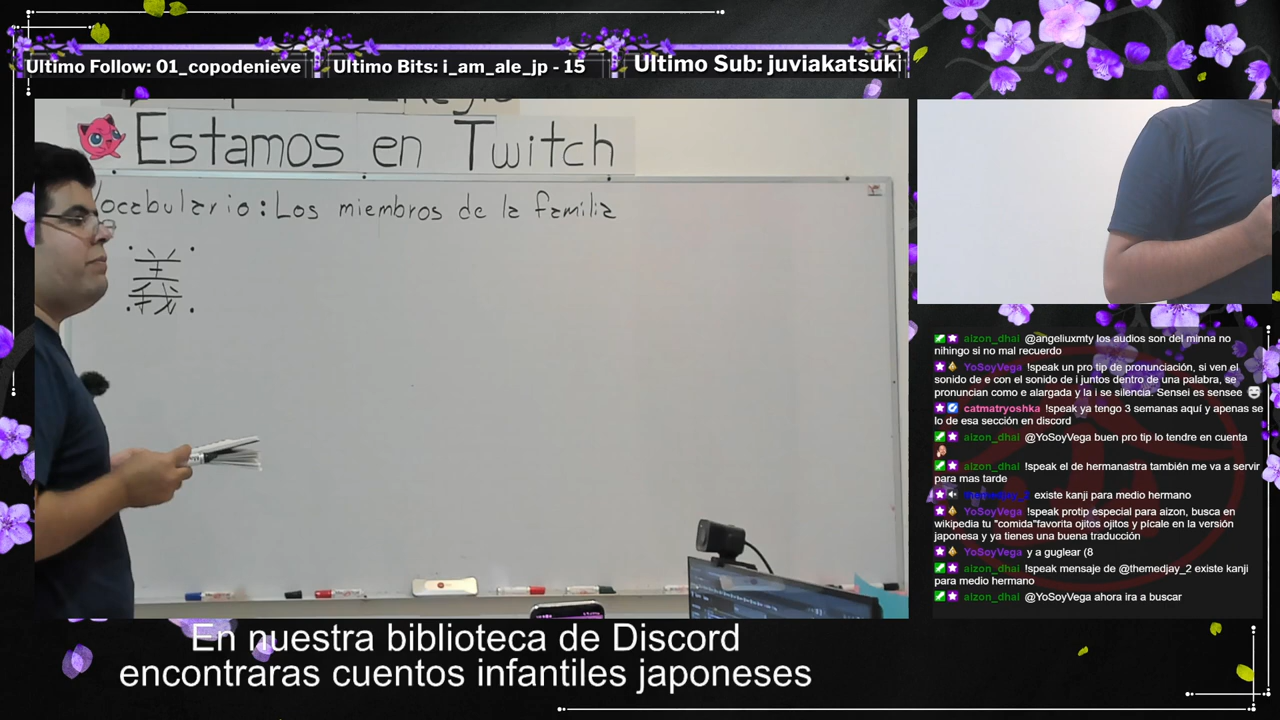 Ultimo Follow: 01_copodenieve
Ultimo Bits: i_am_ale_jp - 15
Ultimo Sub: juviakatsuki
Estamos en Twitch
Vocabulario: Los miembros de la familia
義
aizon_dhal @angeliuxmty los audios son del minna no
nihingo si no mal recuerdo
YoSoyVega !speak un pro tip de pronunciación, si ven el
sonido de e con el sonido de i juntos dentro de una palabra, se
pronuncian como e alargada y la i se silencia. Sensei es sensee
catmatryoshka !speak ya tengo 3 semanas aquí y apenas se
lo de esa sección en discord
aizon_dhal @YoSoyVega buen pro tip lo tendre en cuenta
aizon_dhal !speak el de hermanastra también me va a servir
para mas tarde
themedjay_2 existe kanji para medio hermano
YoSoyVega !speak protip especial para aizon, busca en
wikipedia tu "comida"favorita ojitos ojitos y pícale en la versión
japonesa y ya tienes una buena traducción
YoSoyVega y a guglear (8
aizon_dhal !speak mensaje de @themedjay_2 existe kanji
para medio hermano
aizon_dhal @YoSoyVega ahora ira a buscar
En nuestra biblioteca de Discord
encontraras cuentos infantiles japoneses